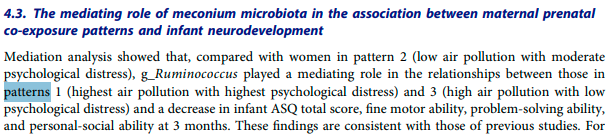 4.3. The mediating role of meconium microbiota in the association between maternal prenatal
co-exposure patterns and infant neurodevelopment
Mediation analysis showed that, compared with women in pattern 2 (low air pollution with moderate
psychological distress), g_Ruminococcus played a mediating role in the relationships between those in
patterns 1 (highest air pollution with highest psychological distress) and 3 (high air pollution with low
psychological distress) and a decrease in infant ASQ total score, fine motor ability, problem-solving ability,
and personal-social ability at 3 months. These findings are consistent with those of previous studies. For